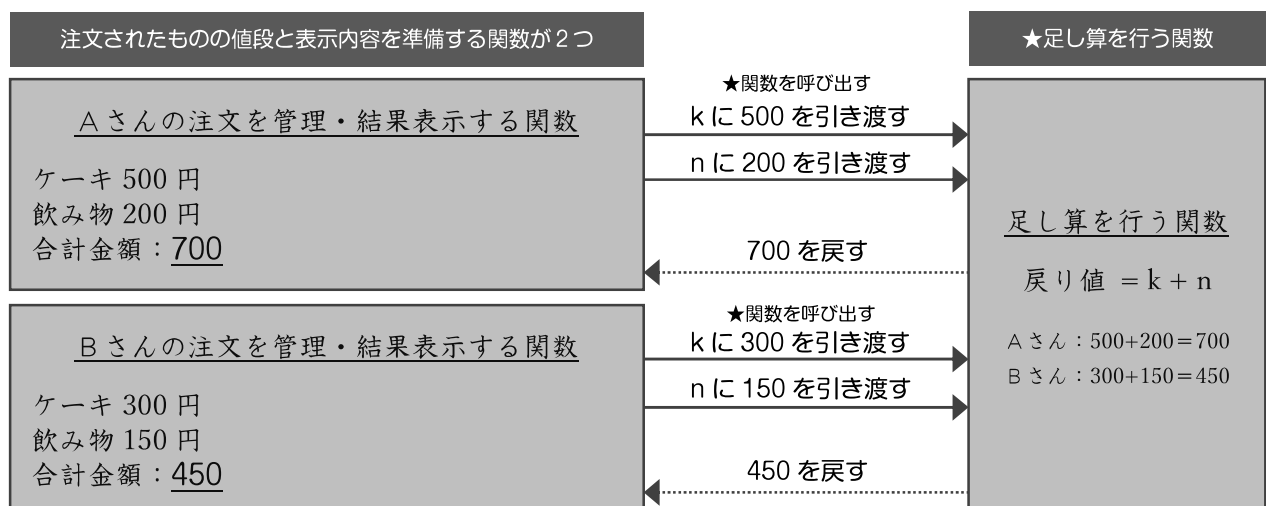 注文されたものの値段と表示内容を準備する関数が2つ
★足し算を行う関数
Aさんの注文を管理・結果表示する関数
ケーキ 500 円
飲み物 200 円
合計金額：700
★関数を呼び出す
k に 500 を引き渡す
n に 200 を引き渡す
700 を戻す
Bさんの注文を管理・結果表示する関数
ケーキ 300 円
飲み物 150 円
合計金額：450
★関数を呼び出す
k に 300 を引き渡す
n に 150 を引き渡す
450 を戻す
足し算を行う関数
戻り値 = k + n
Aさん：500+200=700
Bさん：300+150=450